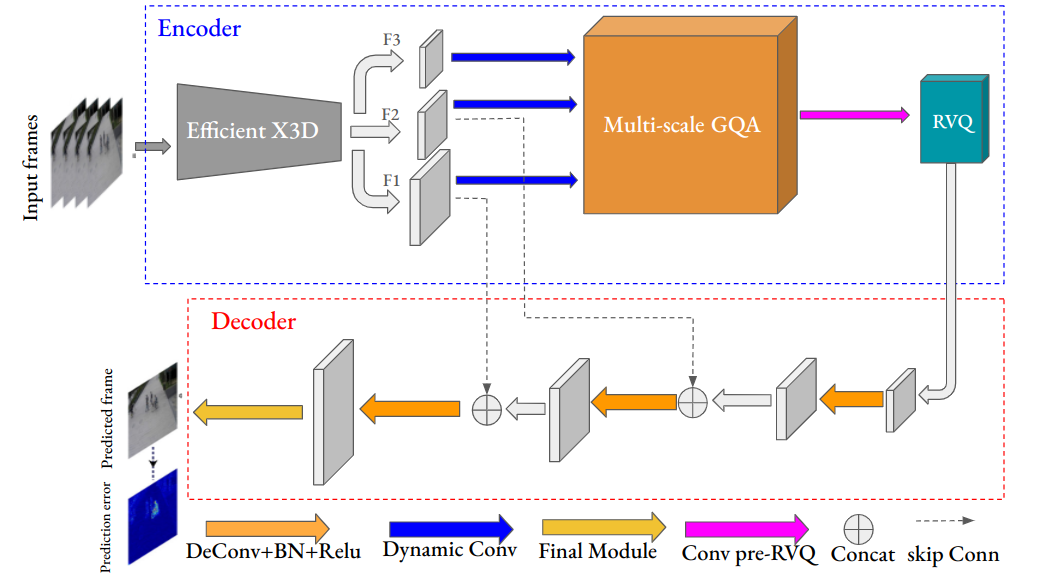 Encoder
Input frames
Efficient X3D
F3
F2
F1
Multi-scale GQA
RVQ
Decoder
Predicted frame
Prediction error
DeConv+BN+Relu
Dynamic Conv
Final Module
Conv pre-RVQ
Concat
skip Conn